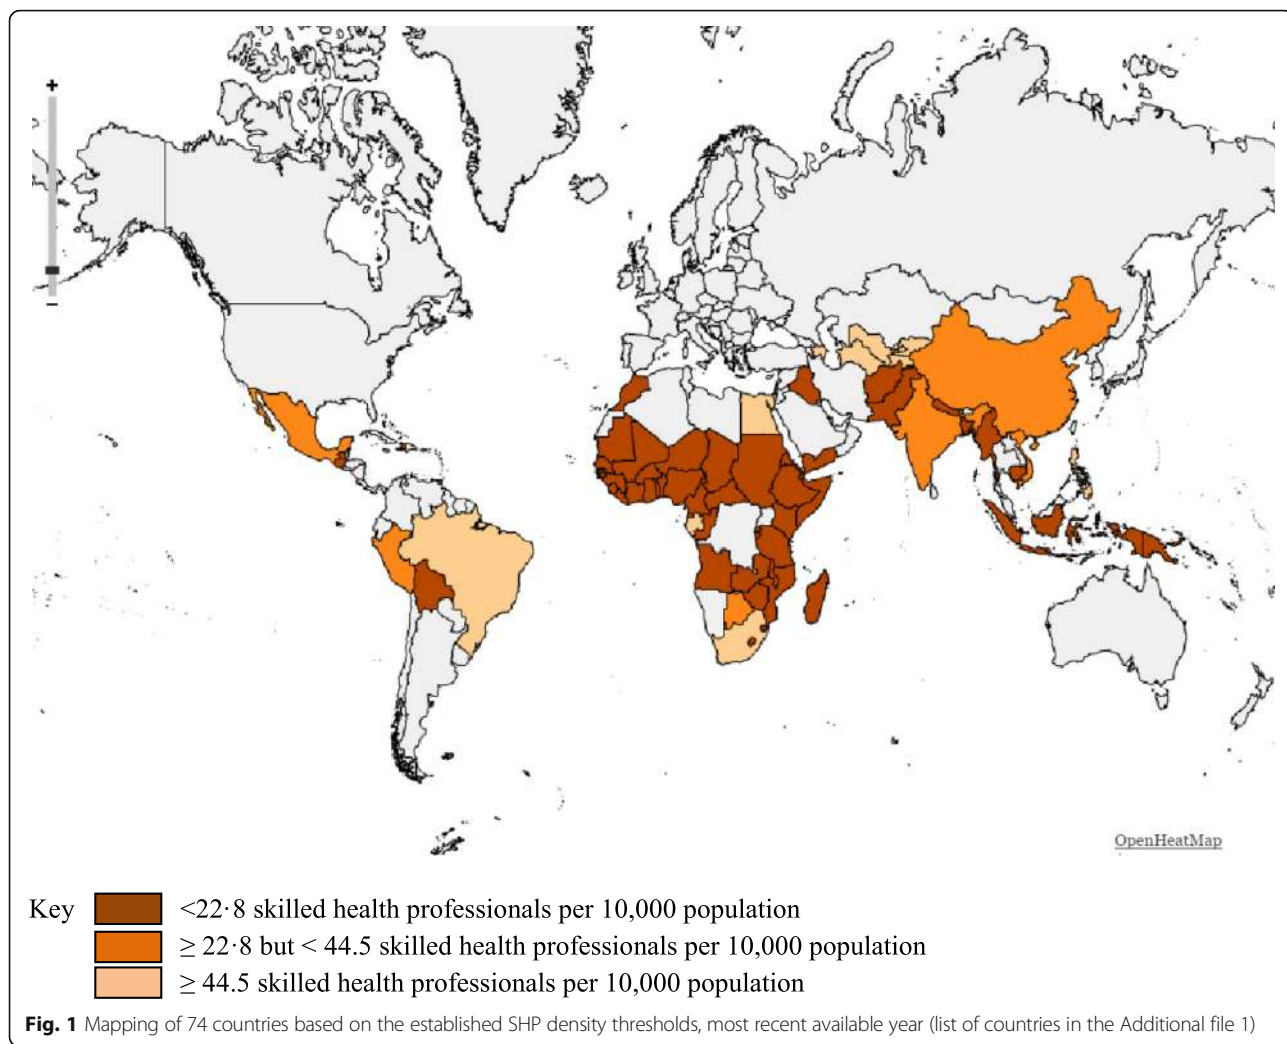 +
−
OpenHeatMap
Key
<22·8 skilled health professionals per 10,000 population
≥ 22·8 but < 44.5 skilled health professionals per 10,000 population
≥ 44.5 skilled health professionals per 10,000 population
Fig. 1 Mapping of 74 countries based on the established SHP density thresholds, most recent available year (list of countries in the Additional file 1)